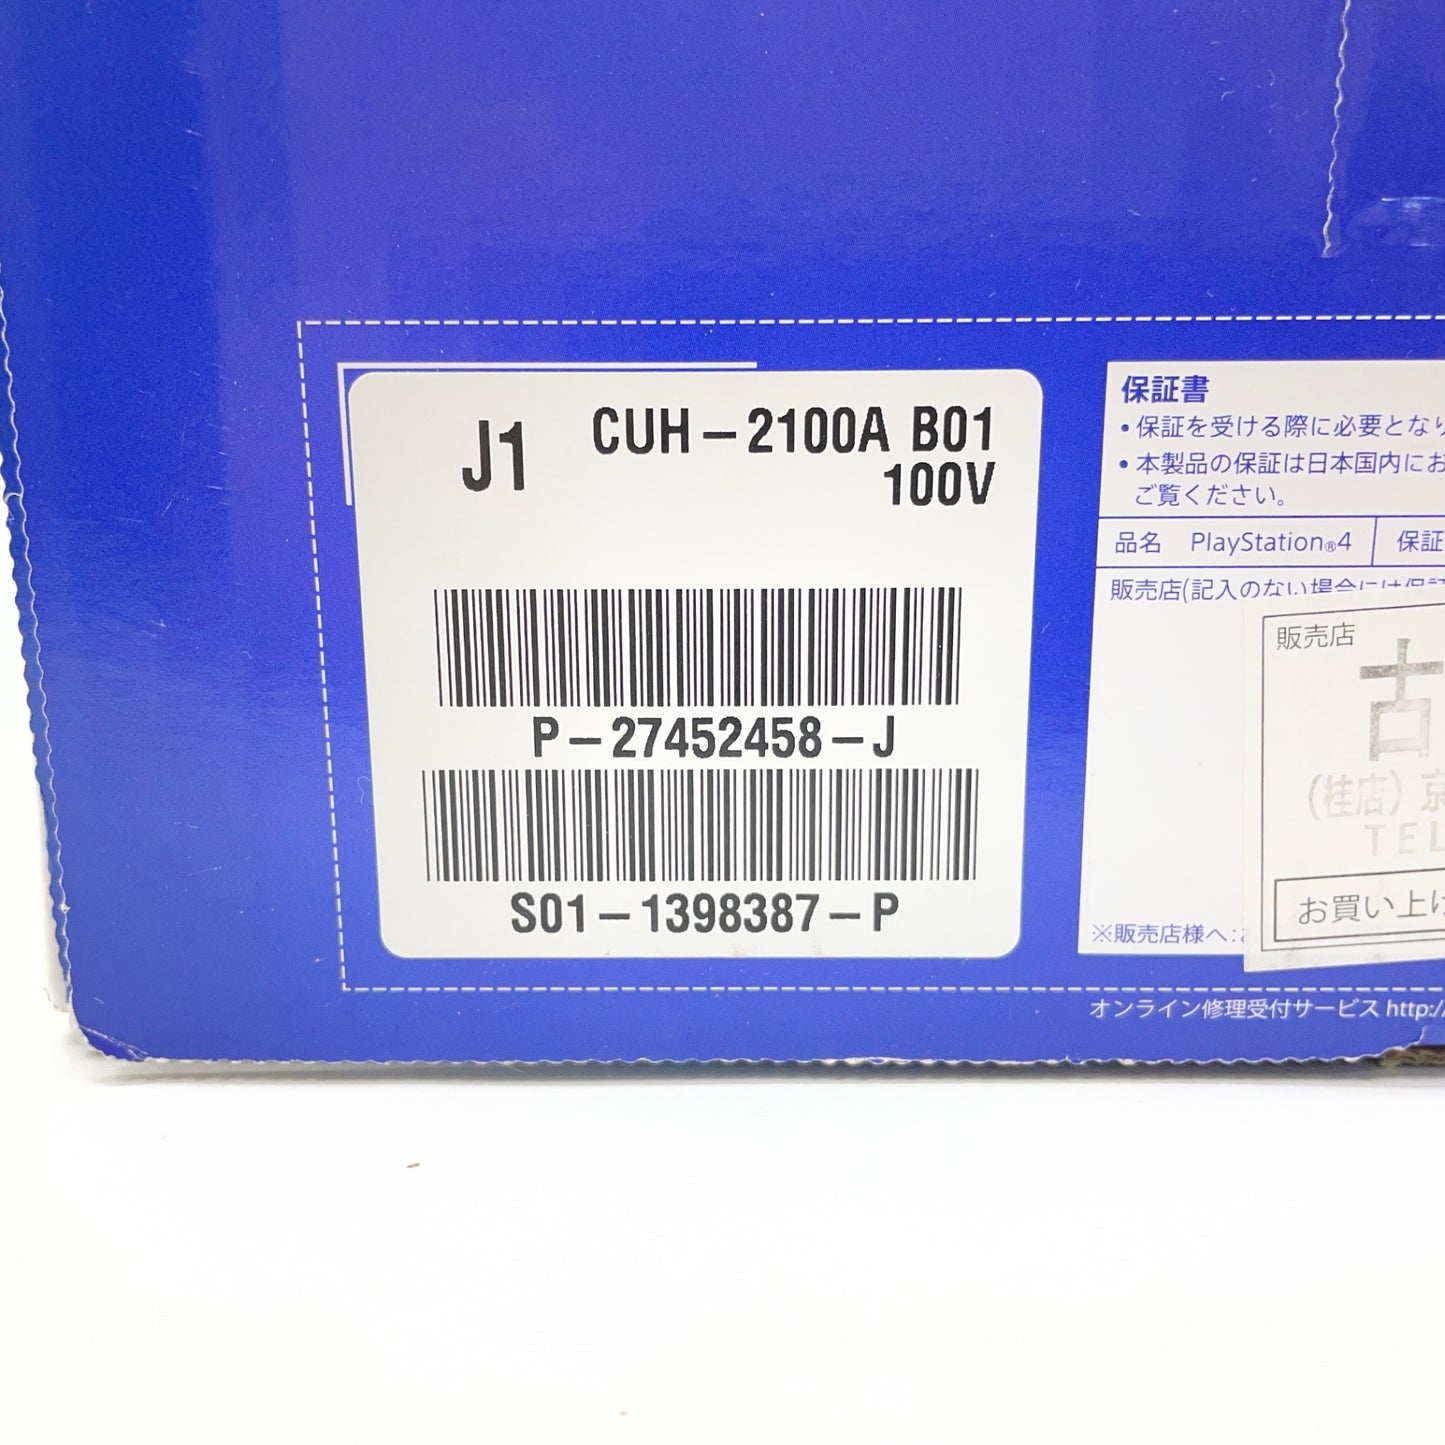 J1
CUH-2100A B01
100V
P-27452458-J
S01-1398387-P
保証書
•保証を受ける際に必要となり
•本製品の保証は日本国内にお
ご覧ください。
品名 PlayStation®4 保証
販売店(記入のない場合には保証
販売店
古
(桂店) 京
TEL
お買い上げ
※販売店様へ:お
オンライン修理受付サービス http:/